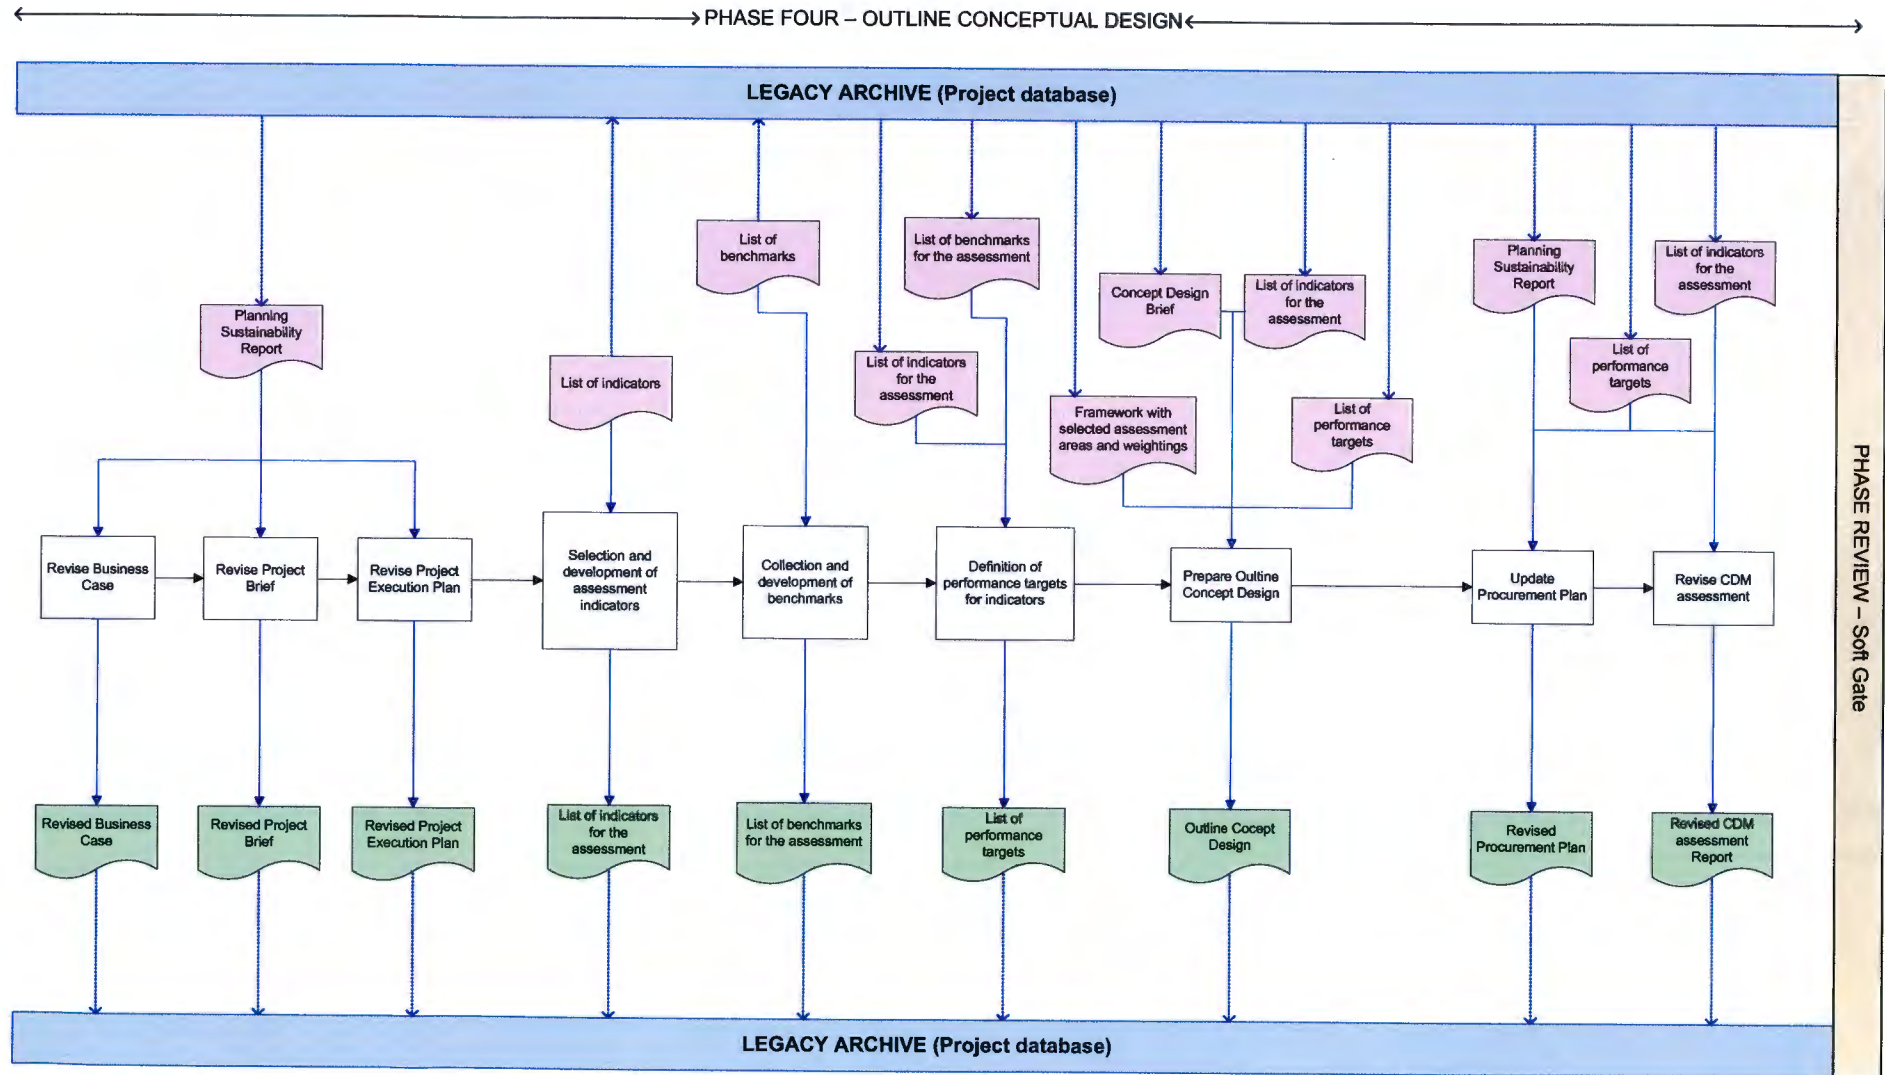 PHASE FOUR – OUTLINE CONCEPTUAL DESIGN
LEGACY ARCHIVE (Project database)
List of
benchmarks
List of benchmarks
for the assessment
Planning
Sustainability
Report
List of indicators
for the
assessment
Concept Design
Brief
List of indicators
for the
assessment
Planning
Sustainability
Report
List of indicators
List of indicators
for the
assessment
List of
performance
targets
Framework with
selected assessment
areas and weightings
List of
performance
targets
Revise Business
Case
Revise Project
Brief
Revise Project
Execution Plan
Selection and
development of
assessment
indicators
Collection and
development of
benchmarks
Definition of
performance targets
for indicators
Prepare Oultine
Concept Design
Update
Procurement Plan
Revise CDM
assessment
PHASE REVIEW – Soft Gate
Revised Business
Case
Revised Project
Brief
Revised Project
Execution Plan
List of indicators
for the
assessment
List of benchmarks
for the assessment
List of
performance
targets
Outline Cocept
Design
Revised
Procurement Plan
Revised CDM
assessment
Report
LEGACY ARCHIVE (Project database)